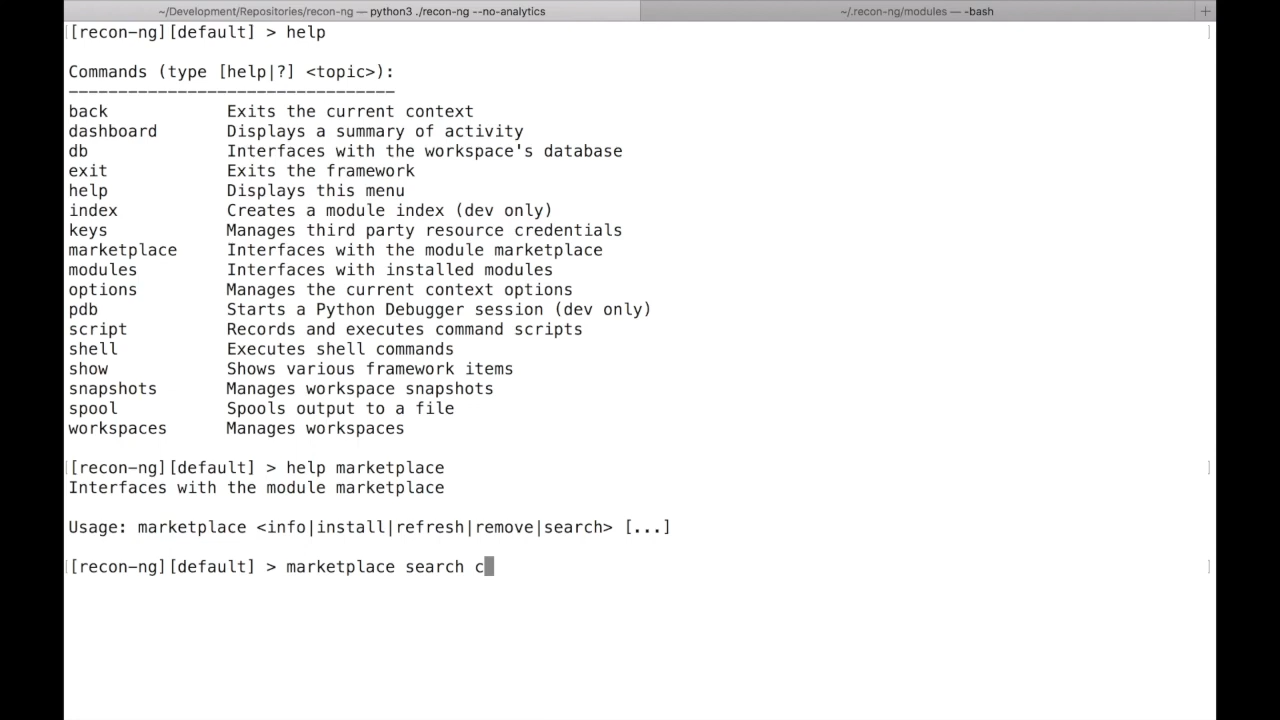 ~/Development/Repositories/recon-ng — python3 ./recon-ng --no-analytics
~/.recon-ng/modules — -bash
+
[recon-ng][default] > help
Commands (type [help|?] <topic>):
---------------------------------
back            Exits the current context
dashboard       Displays a summary of activity
db              Interfaces with the workspace's database
exit            Exits the framework
help            Displays this menu
index           Creates a module index (dev only)
keys            Manages third party resource credentials
marketplace     Interfaces with the module marketplace
modules         Interfaces with installed modules
options         Manages the current context options
pdb             Starts a Python Debugger session (dev only)
script          Records and executes command scripts
shell           Executes shell commands
show            Shows various framework items
snapshots       Manages workspace snapshots
spool           Spools output to a file
workspaces      Manages workspaces
[recon-ng][default] > help marketplace
Interfaces with the module marketplace
Usage: marketplace <info|install|refresh|remove|search> [...]
[recon-ng][default] > marketplace search c